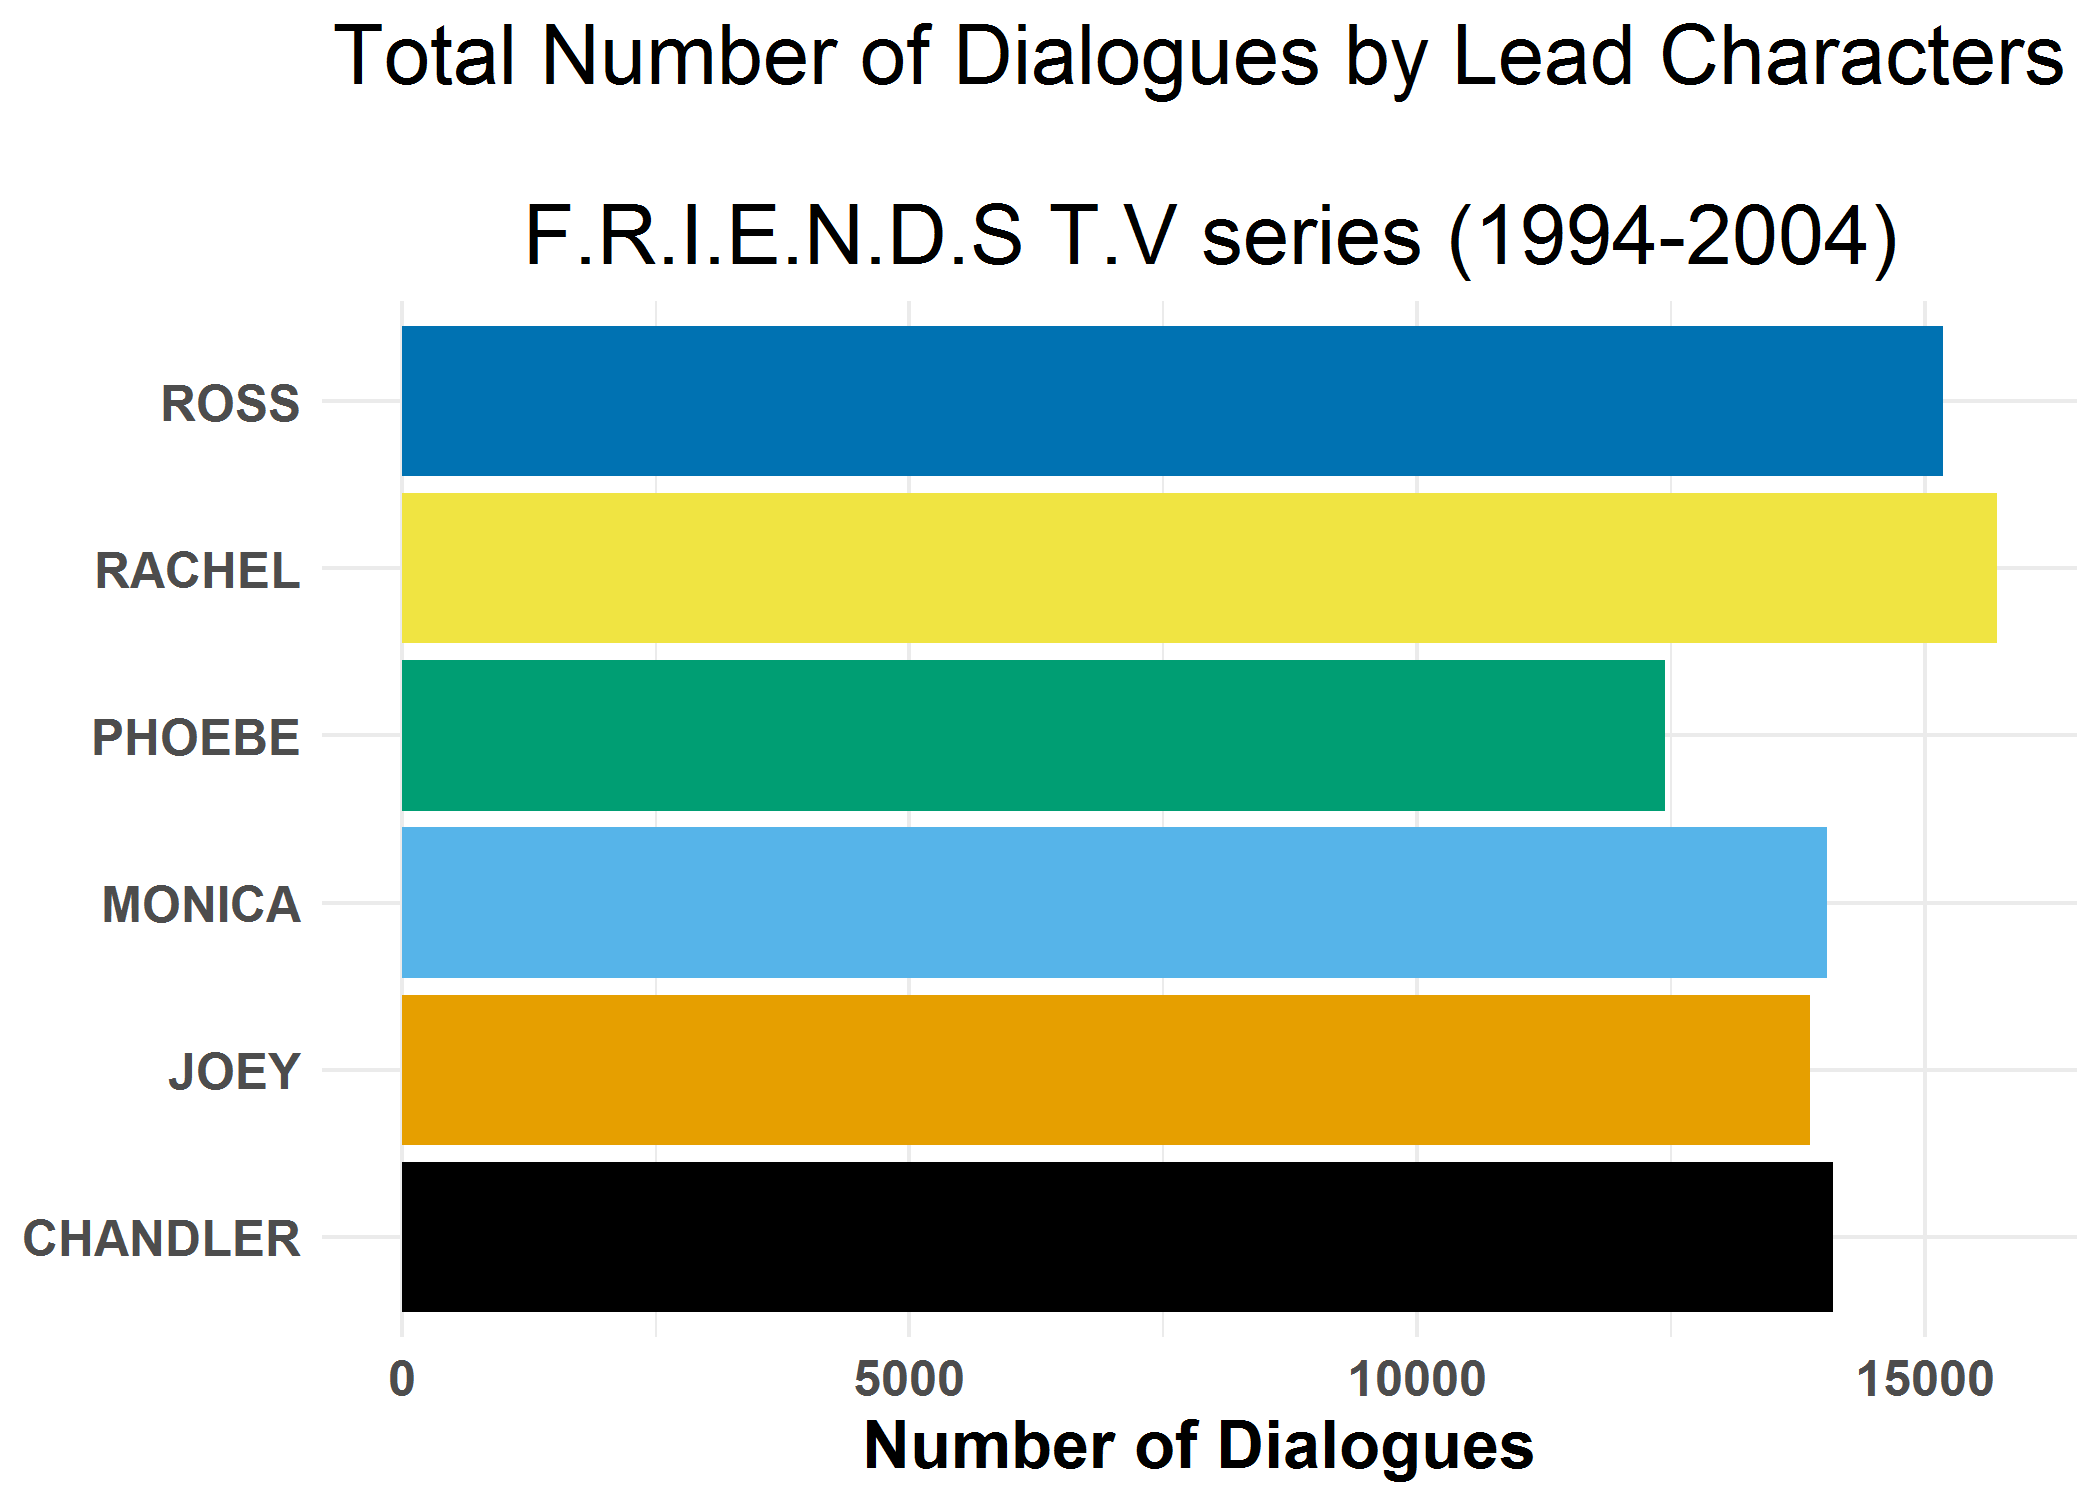 Total Number of Dialogues by Lead Characters
F.R.I.E.N.D.S T.V series (1994-2004)
ROSS
RACHEL
PHOEBE
MONICA
JOEY
CHANDLER
0 5000 10000 15000
Number of Dialogues